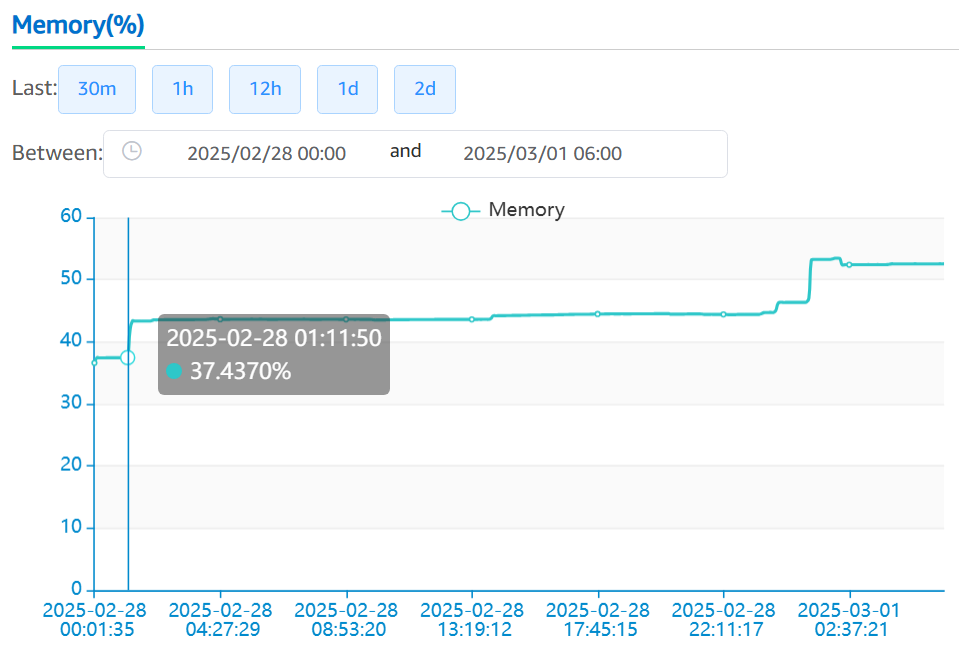 Memory(%)
Last: 30m 1h 12h 1d 2d
Between: 2025/02/28 00:00 and 2025/03/01 06:00
Memory
60
50
40
30
20
10
0
2025-02-28 01:11:50
37.4370%
2025-02-28 2025-02-28 2025-02-28 2025-02-28 2025-02-28 2025-02-28 2025-03-01
00:01:35 04:27:29 08:53:20 13:19:12 17:45:15 22:11:17 02:37:21